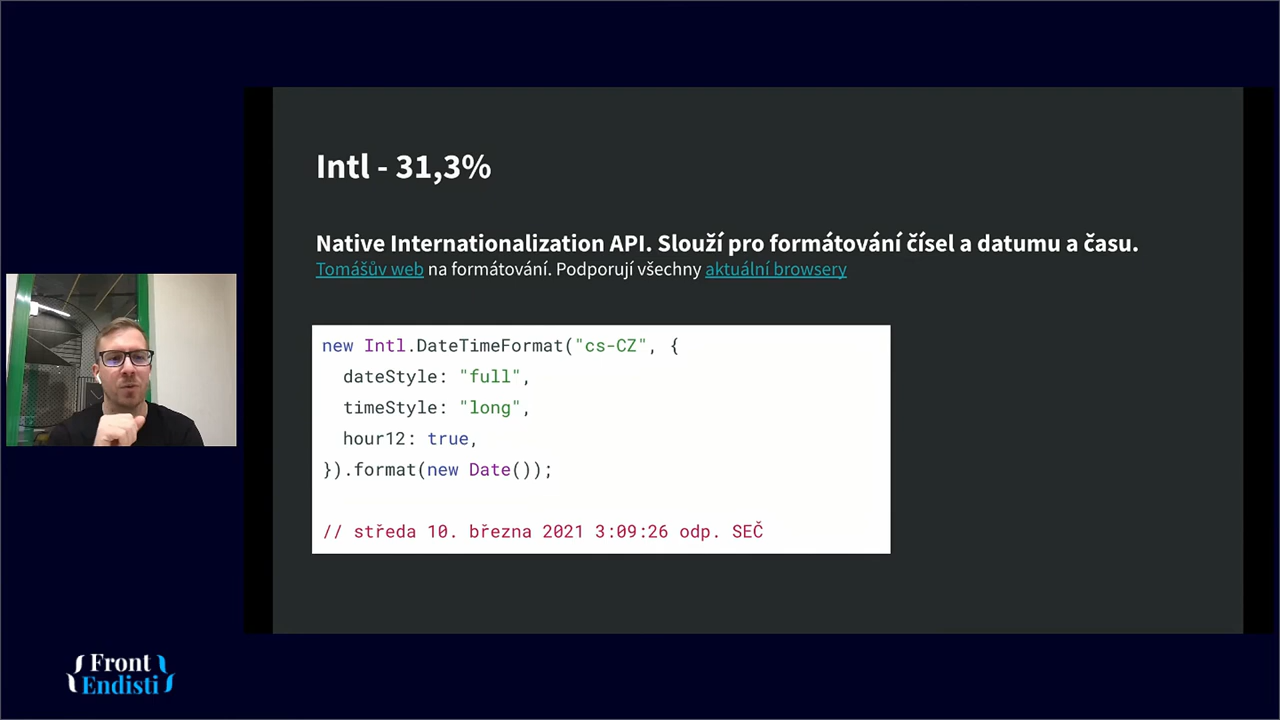 Intl - 31,3%
Native Internationalization API. Slouží pro formátování čísel a datumu a času.
Tomášův web na formátování. Podporují všechny aktuální browsery
new Intl.DateTimeFormat("cs-CZ", {
  dateStyle: "full",
  timeStyle: "long",
  hour12: true,
}).format(new Date());
// středa 10. března 2021 3:09:26 odp. SEČ
{Front
Endisti}